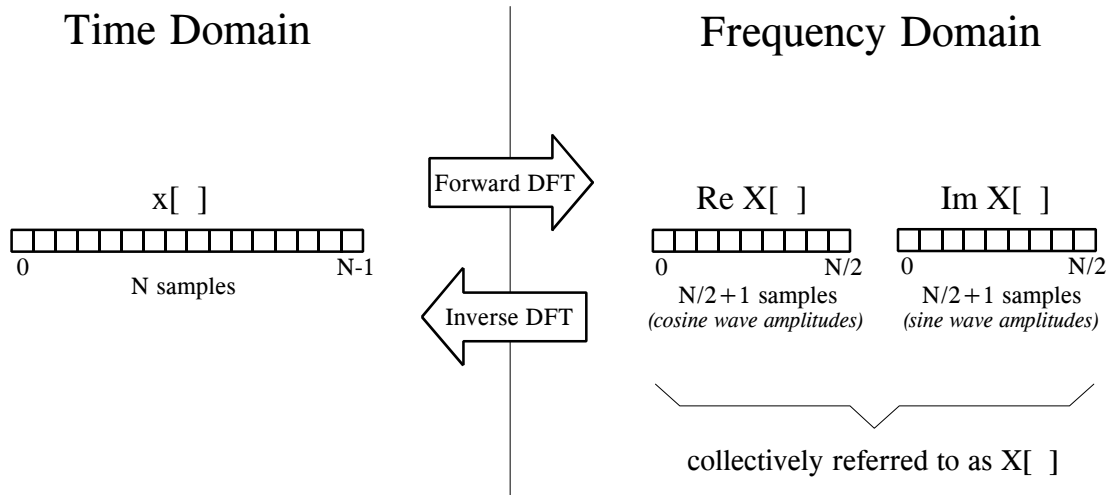 Time Domain
Frequency Domain
Forward DFT
x[ ]
Re X[ ]
Im X[ ]
0
N-1
N samples
0
N/2
0
N/2
Inverse DFT
N/2+1 samples
(cosine wave amplitudes)
N/2+1 samples
(sine wave amplitudes)
collectively referred to as X[ ]